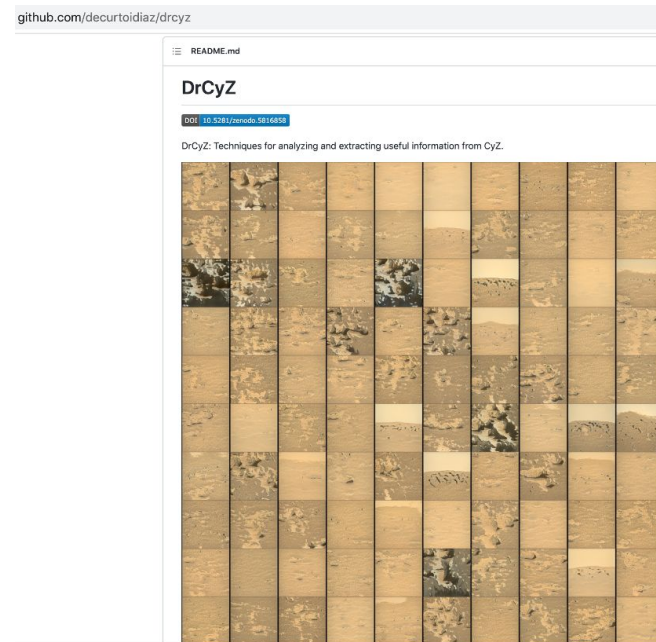 github.com/decurtoidiaz/drcyz
README.md
DrCyZ
DOI 10.5281/zenodo.5816858
DrCyZ: Techniques for analyzing and extracting useful information from CyZ.